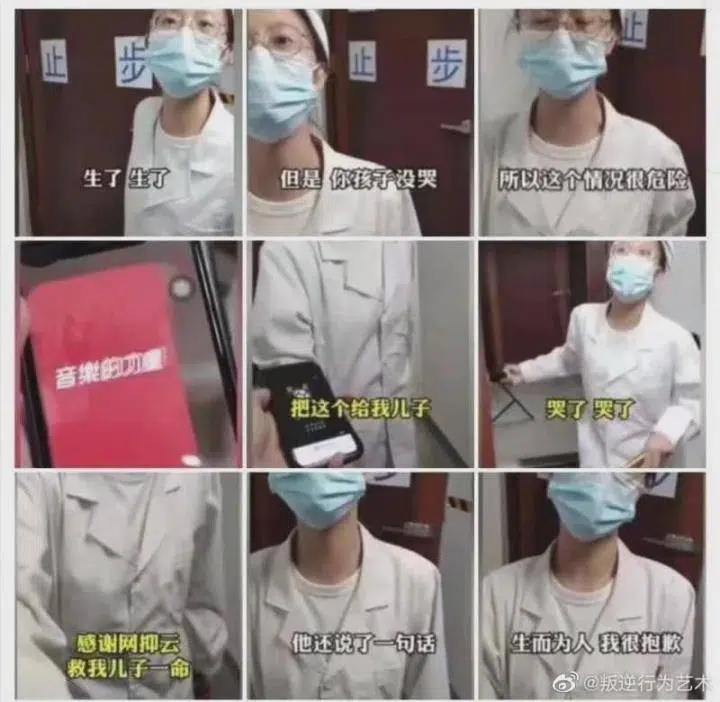 止 步
生了 生了
止 步
但是 你孩子没哭
所以这个情况很危险
音樂的力量
把这个给我儿子
哭了 哭了
感谢网抑云
救我儿子一命
他还说了一句话
生而为人 我很抱歉
@叛逆行为艺术